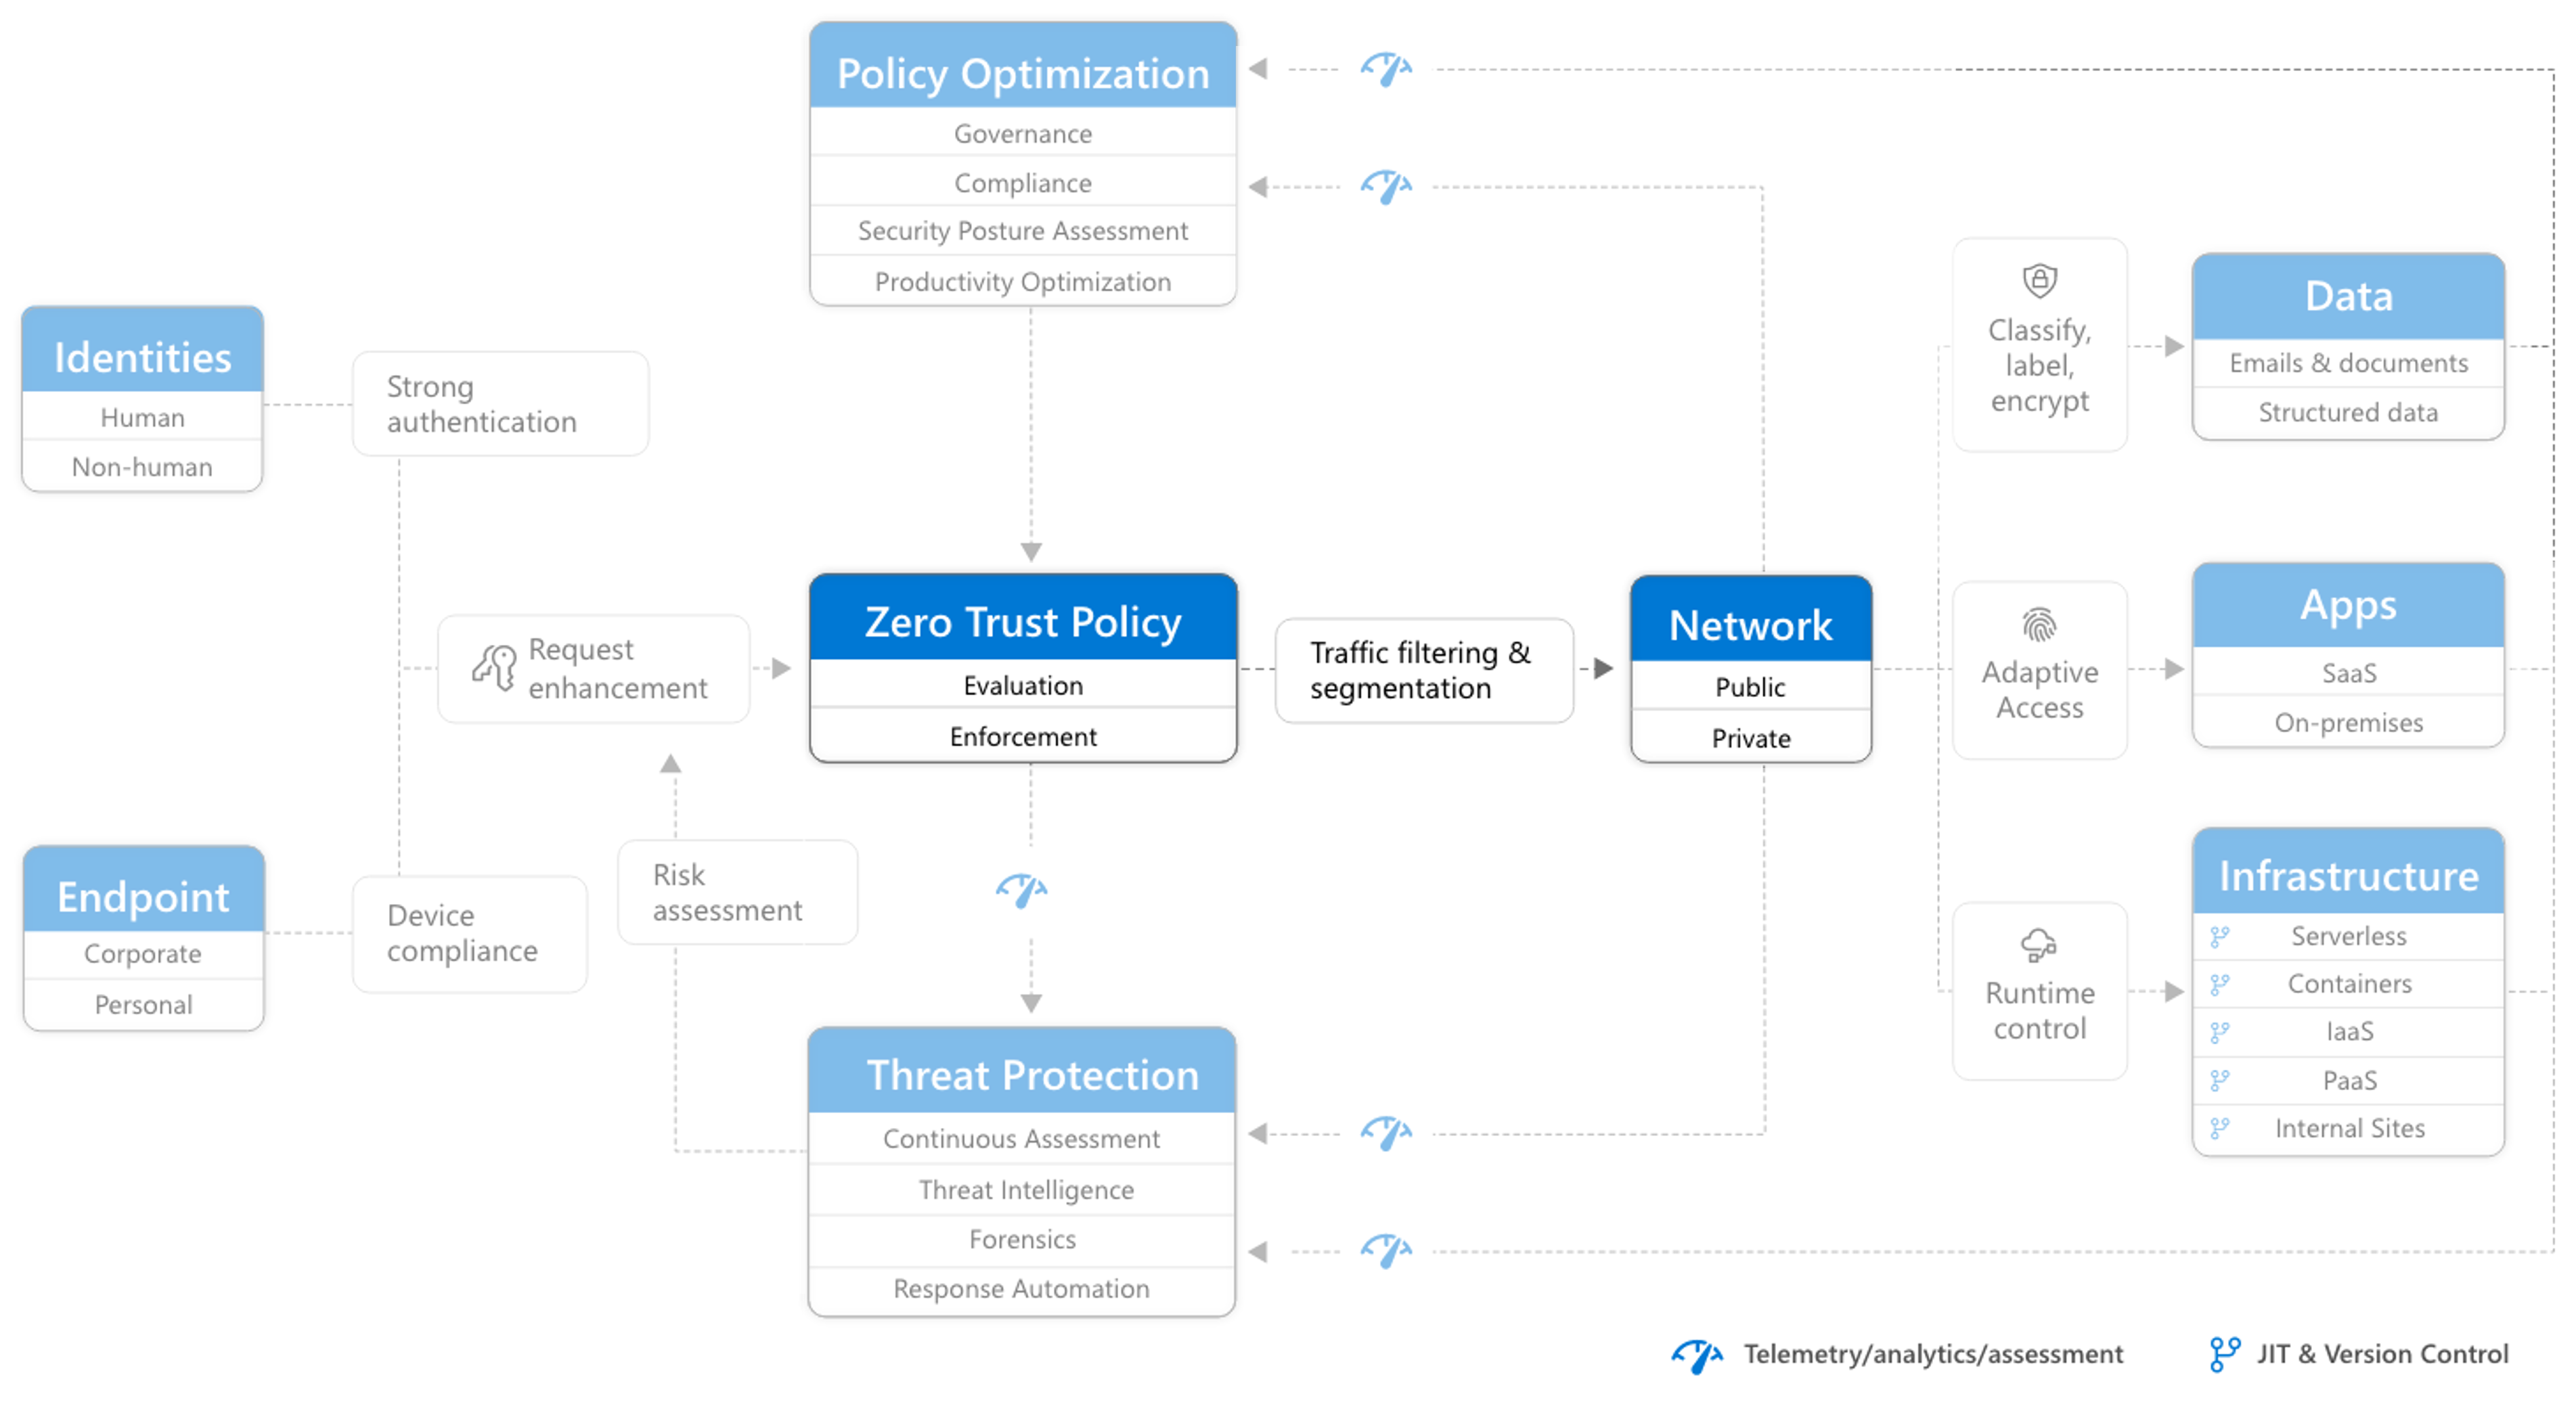 Policy Optimization
Governance
Compliance
Security Posture Assessment
Productivity Optimization
Identities
Human
Non-human
Strong
authentication
Request
enhancement
Endpoint
Corporate
Personal
Device
compliance
Risk
assessment
Zero Trust Policy
Evaluation
Enforcement
Traffic filtering &
segmentation
Network
Public
Private
Threat Protection
Continuous Assessment
Threat Intelligence
Forensics
Response Automation
Classify,
label,
encrypt
Data
Emails & documents
Structured data
Adaptive
Access
Apps
SaaS
On-premises
Runtime
control
Infrastructure
Serverless
Containers
IaaS
PaaS
Internal Sites
Telemetry/analytics/assessment
JIT & Version Control